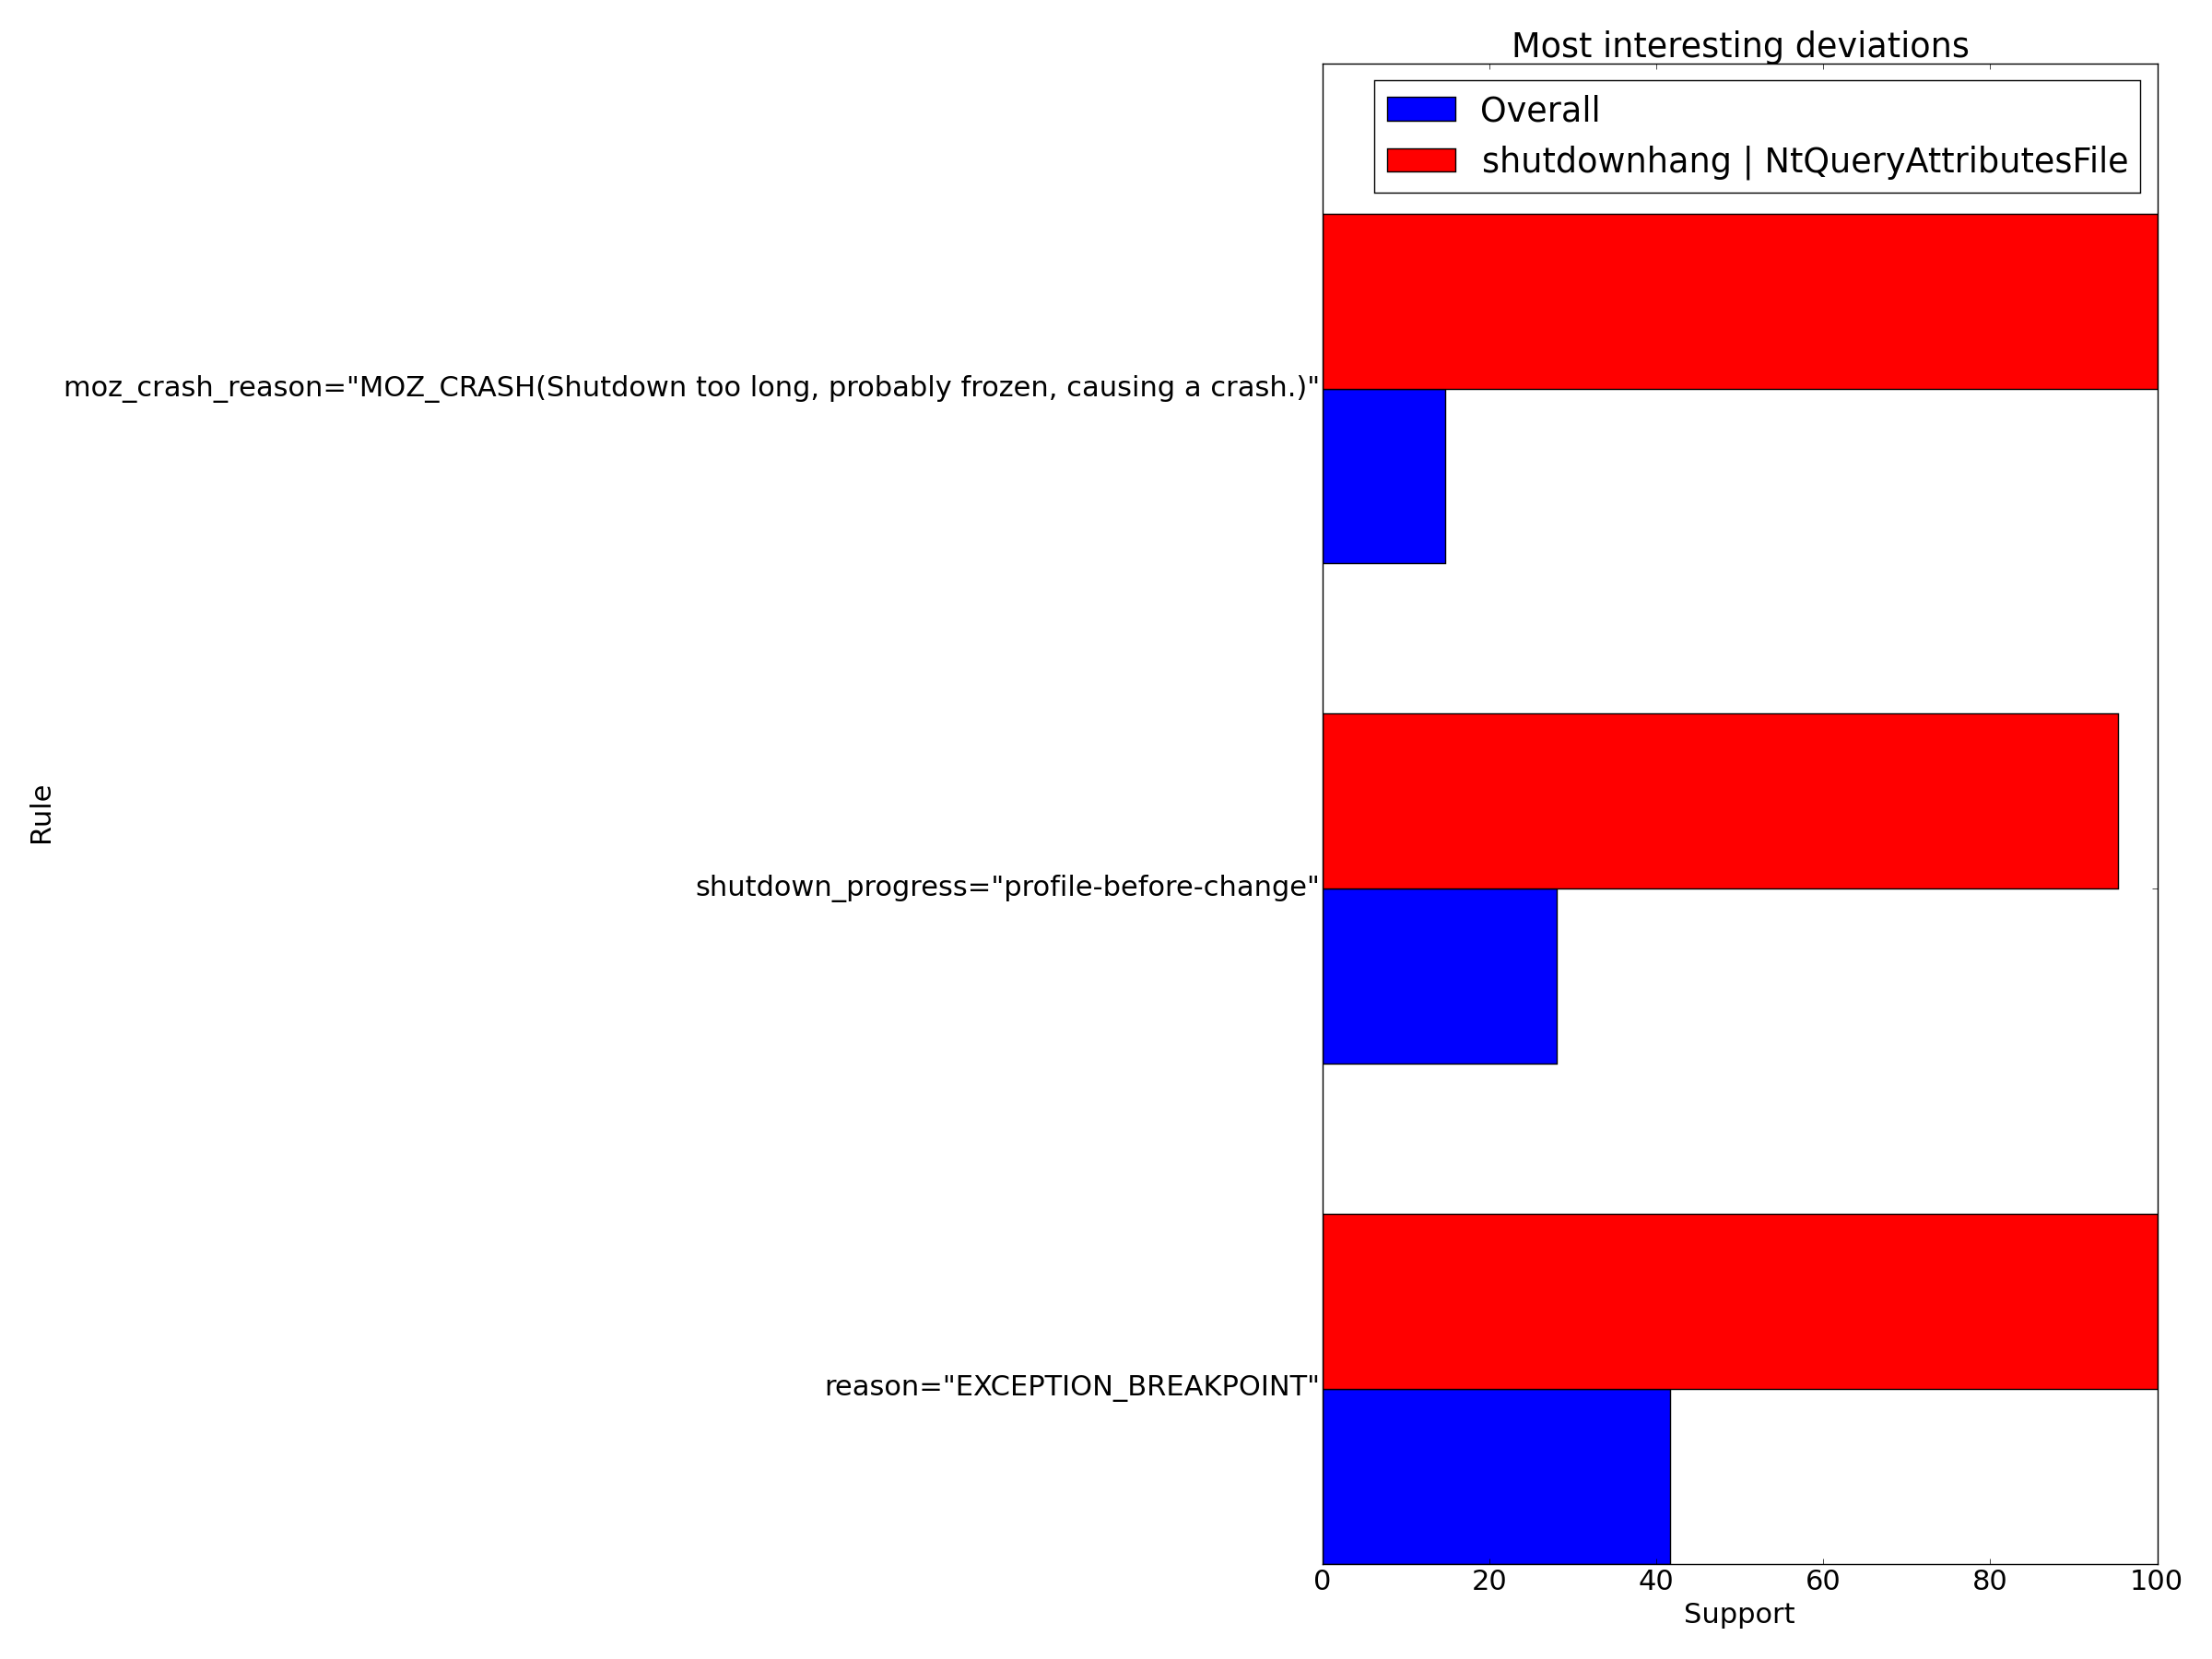 Most interesting deviations
Overall
shutdownhang | NtQueryAttributesFile
moz_crash_reason="MOZ_CRASH(Shutdown too long, probably frozen, causing a crash.)"
Rule
shutdown_progress="profile-before-change"
reason="EXCEPTION_BREAKPOINT"
0 20 40 60 80 100
Support